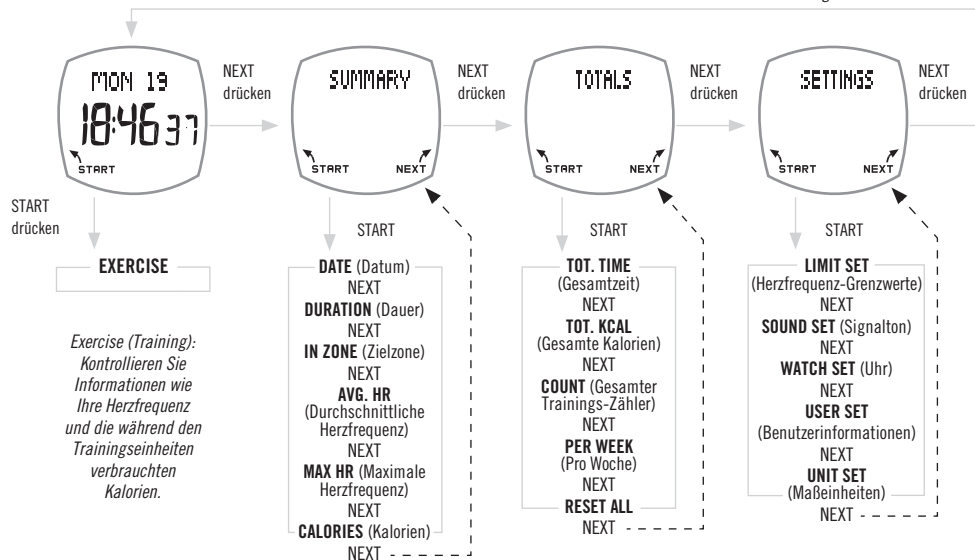 MON 19
18:46 37
START
NEXT
drücken
SUMMARY
START
NEXT
NEXT
drücken
TOTALS
START
NEXT
NEXT
drücken
SETTINGS
START
NEXT
NEXT
drücken
START
drücken
EXERCISE
Exercise (Training):
Kontrollieren Sie
Informationen wie
Ihre Herzfrequenz
und die während den
Trainingseinheiten
verbrauchten
Kalorien.
START
DATE (Datum)
NEXT
DURATION (Dauer)
NEXT
IN ZONE (Zielzone)
NEXT
AVG. HR
(Durchschnittliche
Herzfrequenz)
NEXT
MAX HR (Maximale
Herzfrequenz)
NEXT
CALORIES (Kalorien)
NEXT
START
TOT. TIME
(Gesamtzeit)
NEXT
TOT. KCAL
(Gesamte Kalorien)
NEXT
COUNT (Gesamter
Trainings-Zähler)
NEXT
PER WEEK
(Pro Woche)
NEXT
RESET ALL
NEXT
START
LIMIT SET
(Herzfrequenz-Grenzwerte)
NEXT
SOUND SET (Signalton)
NEXT
WATCH SET (Uhr)
NEXT
USER SET
(Benutzerinformationen)
NEXT
UNIT SET
(Maßeinheiten)
NEXT